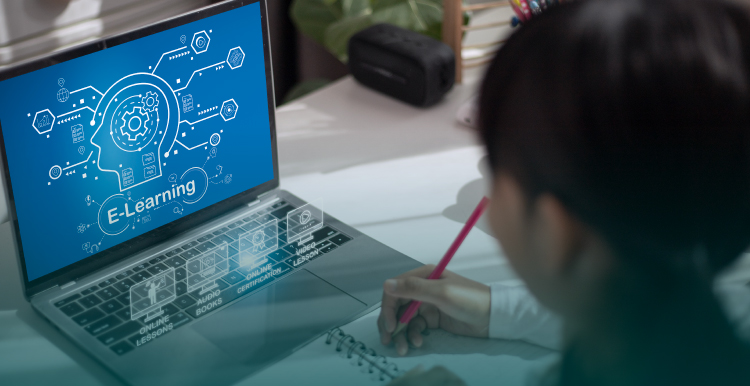 E-Learning
ONLINE
LESSONS
AUDIO
BOOKS
ONLINE
CERTIFICATION
VIDEO
LESSON